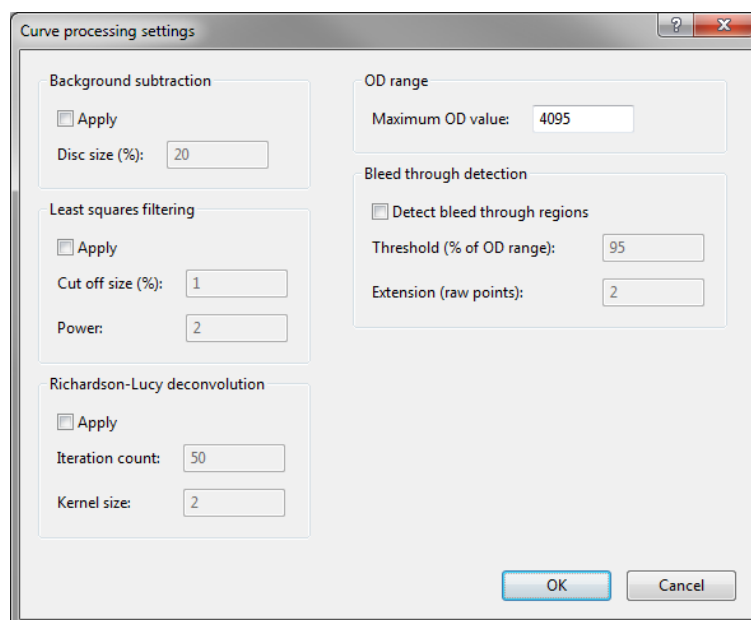 Curve processing settings
?
Background subtraction
Apply
Disc size (%): 20
Least squares filtering
Apply
Cut off size (%): 1
Power: 2
Richardson-Lucy deconvolution
Apply
Iteration count: 50
Kernel size: 2
OD range
Maximum OD value: 4095
Bleed through detection
Detect bleed through regions
Threshold (% of OD range): 95
Extension (raw points): 2
OK
Cancel